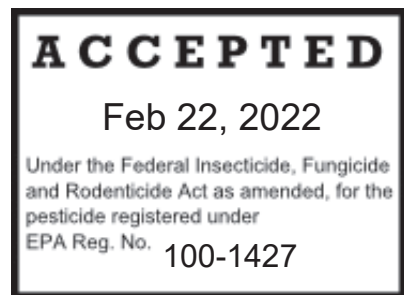 ACCEPTED
Feb 22, 2022
Under the Federal Insecticide, Fungicide
and Rodenticide Act as amended, for the
pesticide registered under
EPA Reg. No. 100-1427